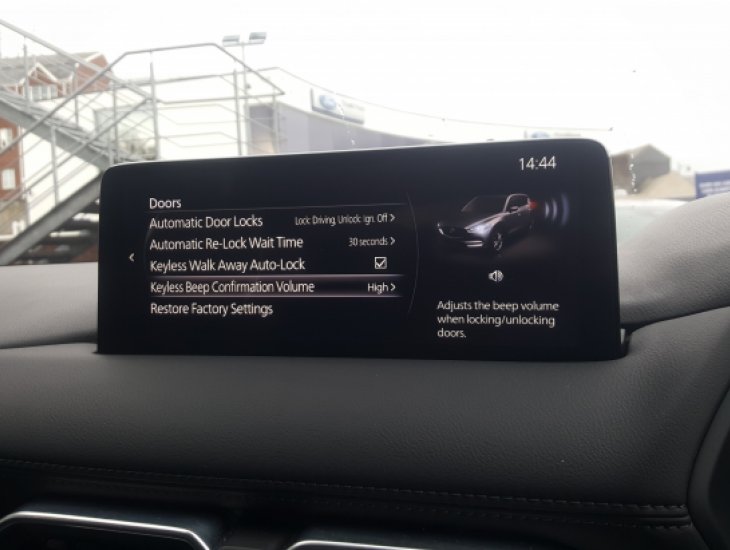 14:44
Doors
Automatic Door Locks Lock: Driving, Unlock: Ign. Off >
Automatic Re-Lock Wait Time 30 seconds >
Keyless Walk Away Auto-Lock
Keyless Beep Confirmation Volume High >
Restore Factory Settings
Adjusts the beep volume
when locking/unlocking
doors.